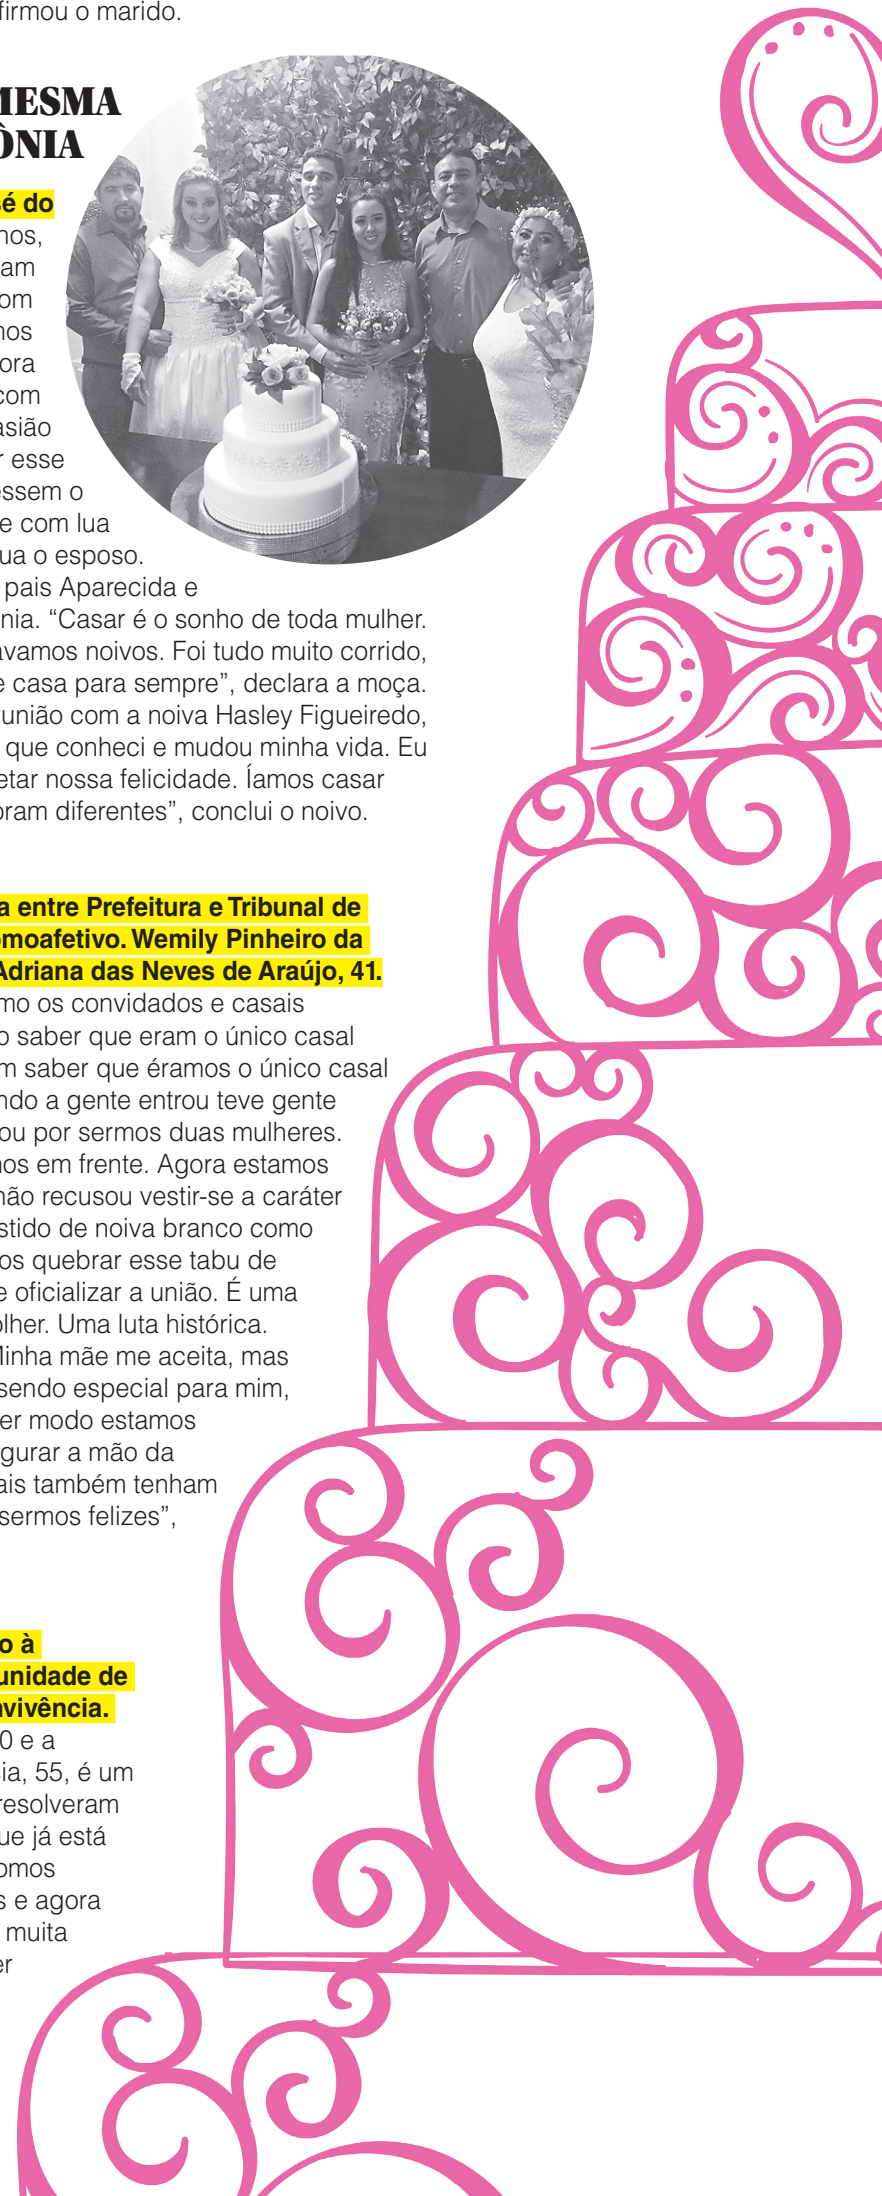 firmou o marido.
MESMA
ÔNIA
sé do
nos,
am
om
nos
ora
com
asião
r esse
essem o
e com lua
ua o esposo.
pais Aparecida e
nia. “Casar é o sonho de toda mulher.
avamos noivos. Foi tudo muito corrido,
e casa para sempre”, declara a moça.
união com a noiva Hasley Figueiredo,
que conheci e mudou minha vida. Eu
etar nossa felicidade. Íamos casar
oram diferentes”, conclui o noivo.
a entre Prefeitura e Tribunal de
omoafetivo. Wemily Pinheiro da
Adriana das Neves de Araújo, 41.
mo os convidados e casais
o saber que eram o único casal
m saber que éramos o único casal
ndo a gente entrou teve gente
ou por sermos duas mulheres.
nos em frente. Agora estamos
não recusou vestir-se a caráter
stido de noiva branco como
os quebrar esse tabu de
e oficializar a união. É uma
olher. Uma luta histórica.
Minha mãe me aceita, mas
sendo especial para mim,
er modo estamos
gurar a mão da
ais também tenham
sermos felizes”,
o à
unidade de
nvivência.
0 e a
ia, 55, é um
resolveram
ue já está
omos
s e agora
muita
er